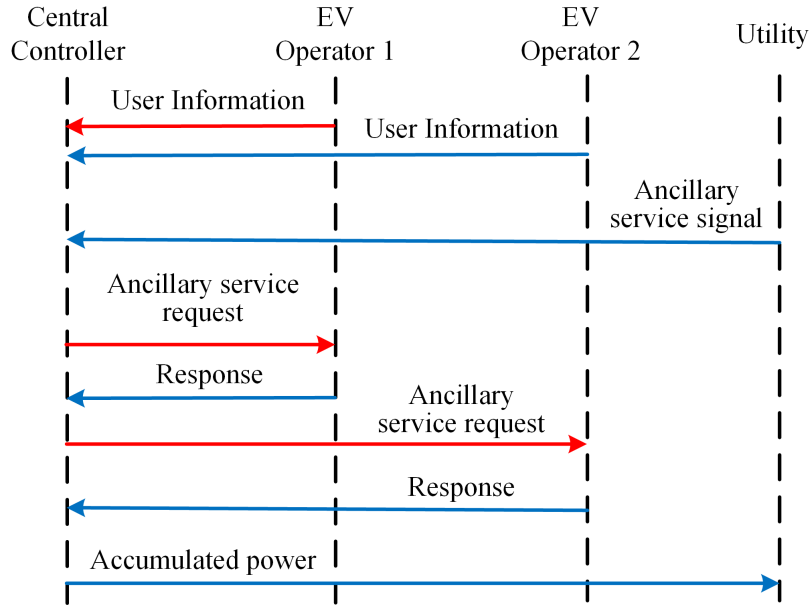 Central
Controller
EV
Operator 1
EV
Operator 2
Utility
User Information
User Information
Ancillary
service signal
Ancillary service
request
Response
Ancillary
service request
Response
Accumulated power